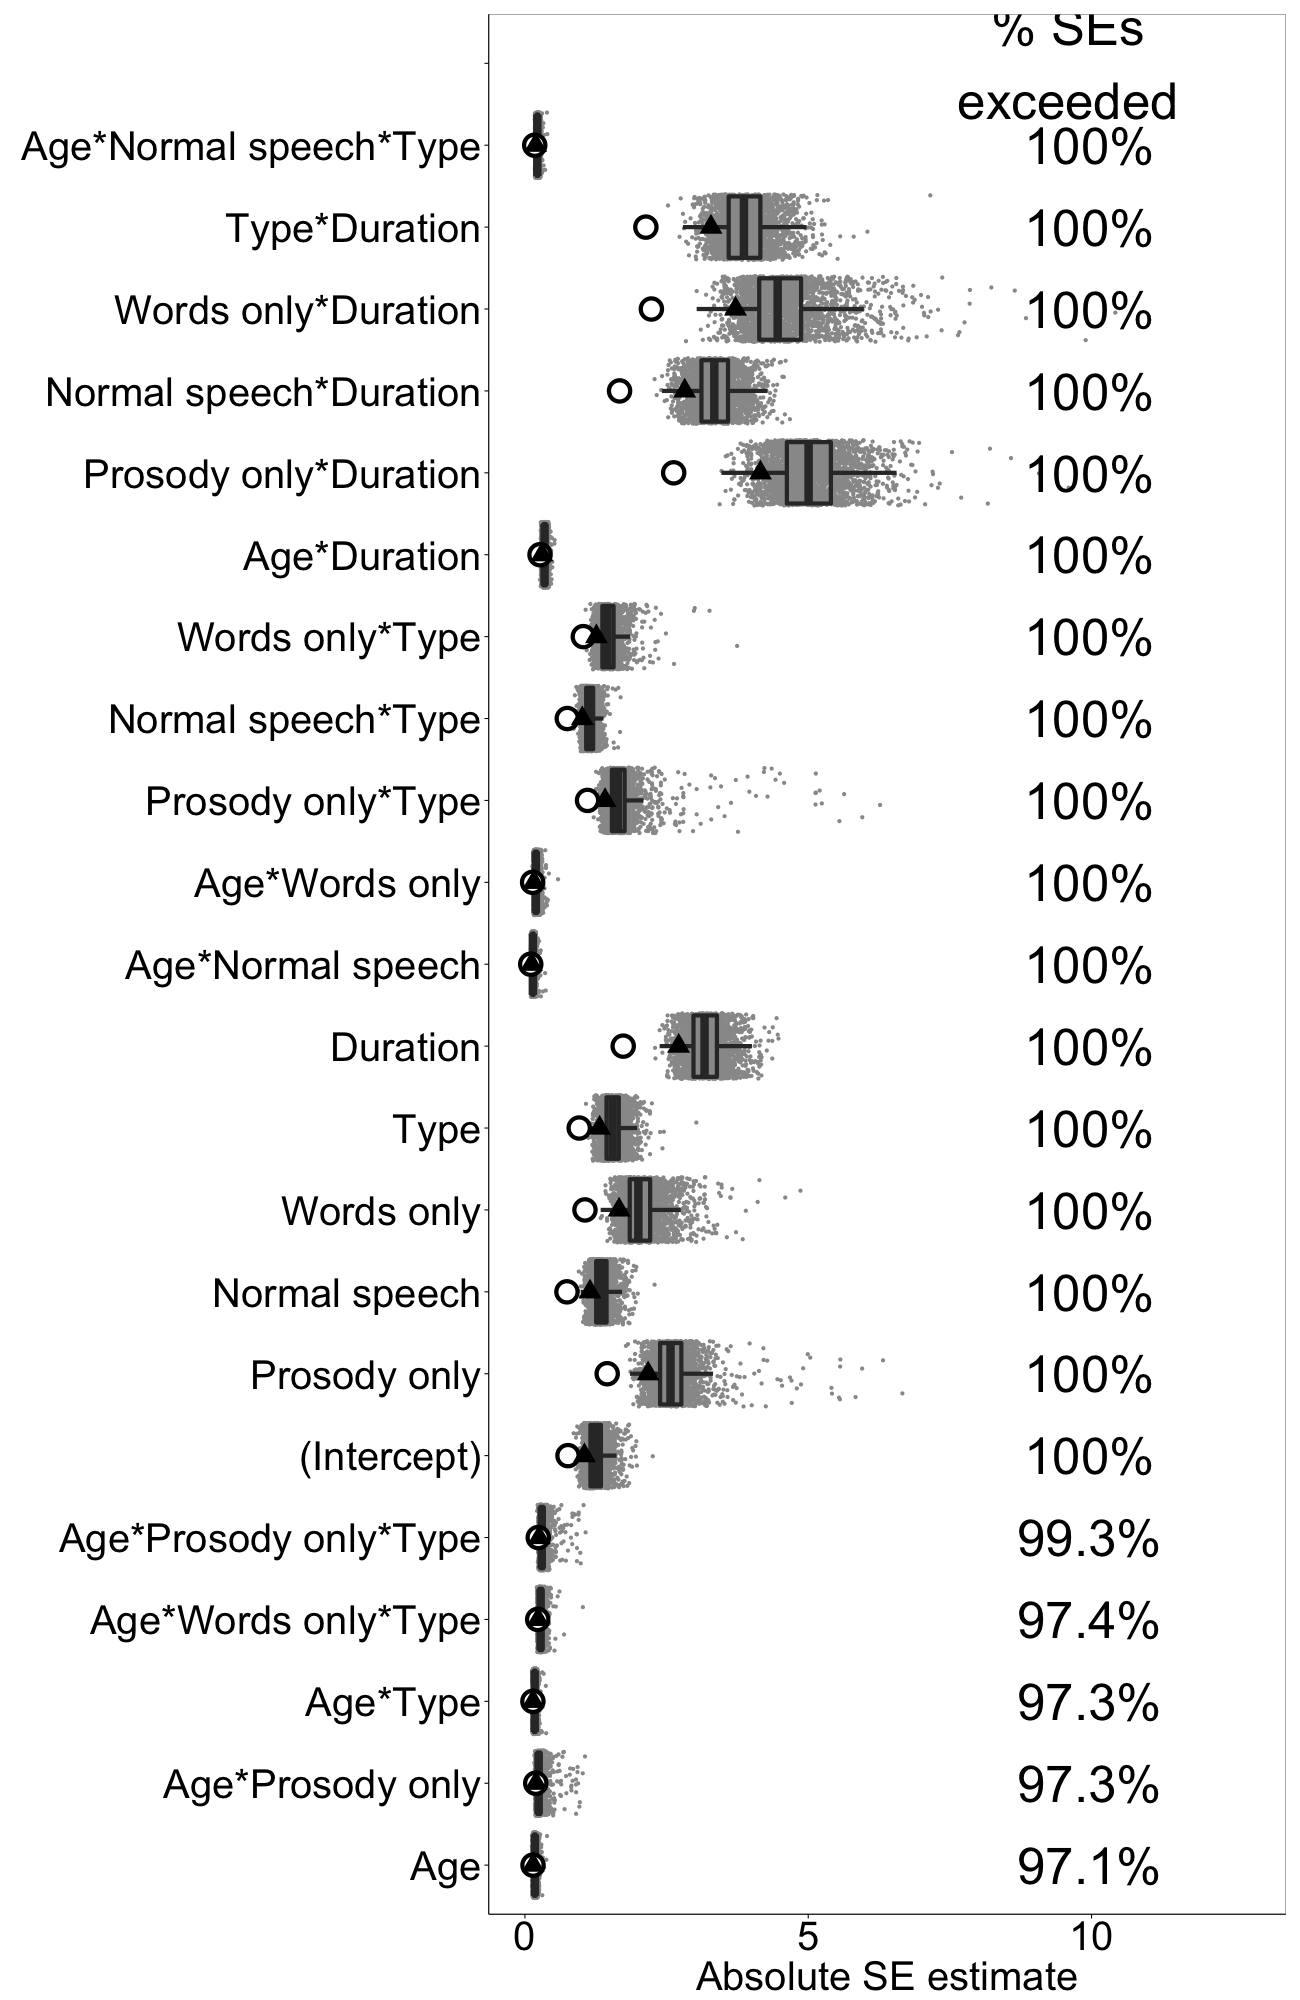 % SEs
exceeded
Age*Normal speech*Type 100%
Type*Duration 100%
Words only*Duration 100%
Normal speech*Duration 100%
Prosody only*Duration 100%
Age*Duration 100%
Words only*Type 100%
Normal speech*Type 100%
Prosody only*Type 100%
Age*Words only 100%
Age*Normal speech 100%
Duration 100%
Type 100%
Words only 100%
Normal speech 100%
Prosody only 100%
(Intercept) 100%
Age*Prosody only*Type 99.3%
Age*Words only*Type 97.4%
Age*Type 97.3%
Age*Prosody only 97.3%
Age 97.1%
0 5 10
Absolute SE estimate